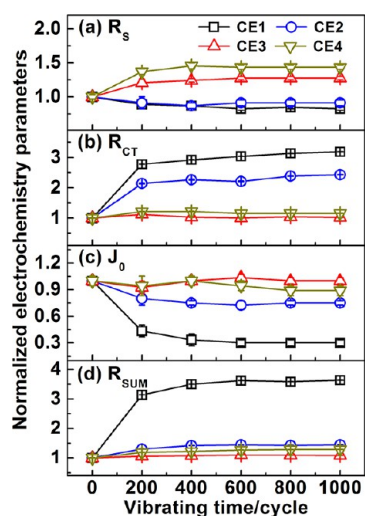 (a) R_S
CE1 CE2
CE3 CE4
2.0
1.5
1.0
(b) R_CT
3
2
1
(c) J_0
1.2
0.9
0.6
0.3
(d) R_SUM
4
3
2
1
0 200 400 600 800 1000
Vibrating time/cycle
Normalized electrochemistry parameters